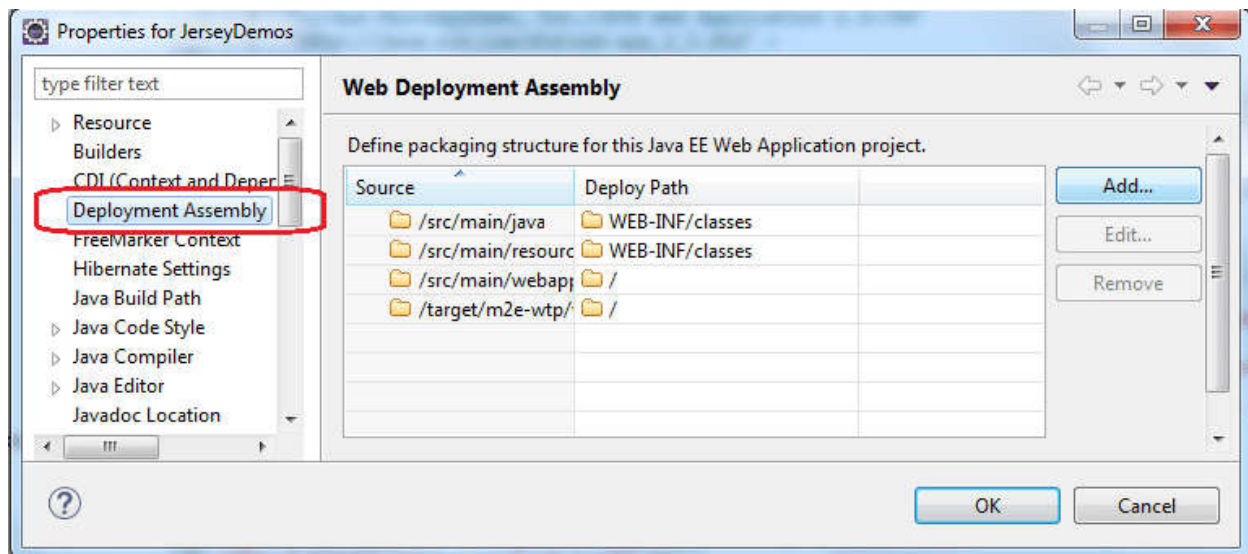 Properties for JerseyDemos
type filter text
Resource
Builders
CDI (Context and Deper
Deployment Assembly
FreeMarker Context
Hibernate Settings
Java Build Path
Java Code Style
Java Compiler
Java Editor
Javadoc Location
Web Deployment Assembly
Define packaging structure for this Java EE Web Application project.
Source Deploy Path
/src/main/java WEB-INF/classes
/src/main/resourc WEB-INF/classes
/src/main/webapp /
/target/m2e-wtp/ /
Add...
Edit...
Remove
OK Cancel